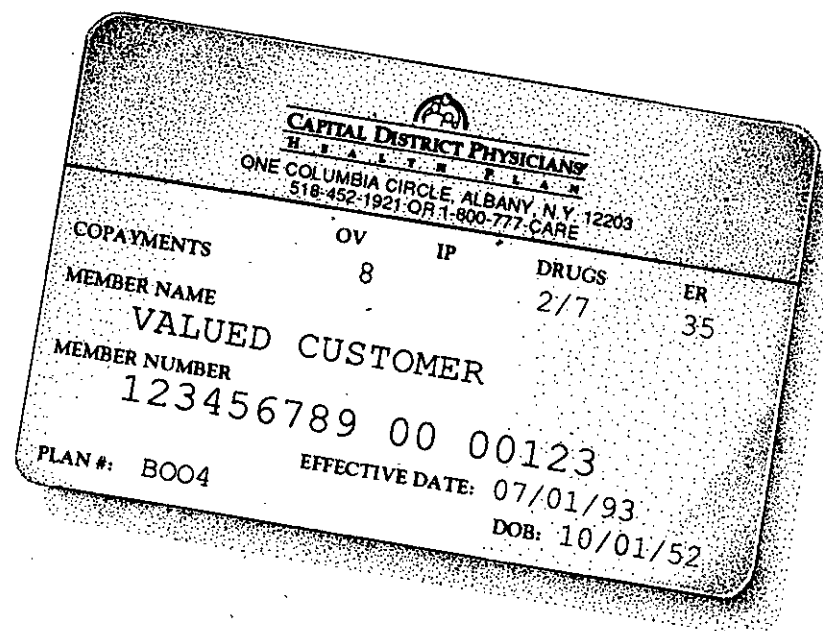 CAPITAL DISTRICT PHYSICIANS'
HEALTH PLAN
ONE COLUMBIA CIRCLE, ALBANY, N.Y. 12203
518-452-1921 OR 1-800-777-CARE
COPAYMENTS OV IP DRUGS ER
8 2/7 35
MEMBER NAME
VALUED CUSTOMER
MEMBER NUMBER
123456789 00 00123
PLAN #: BOO4 EFFECTIVE DATE: 07/01/93
DOB: 10/01/52